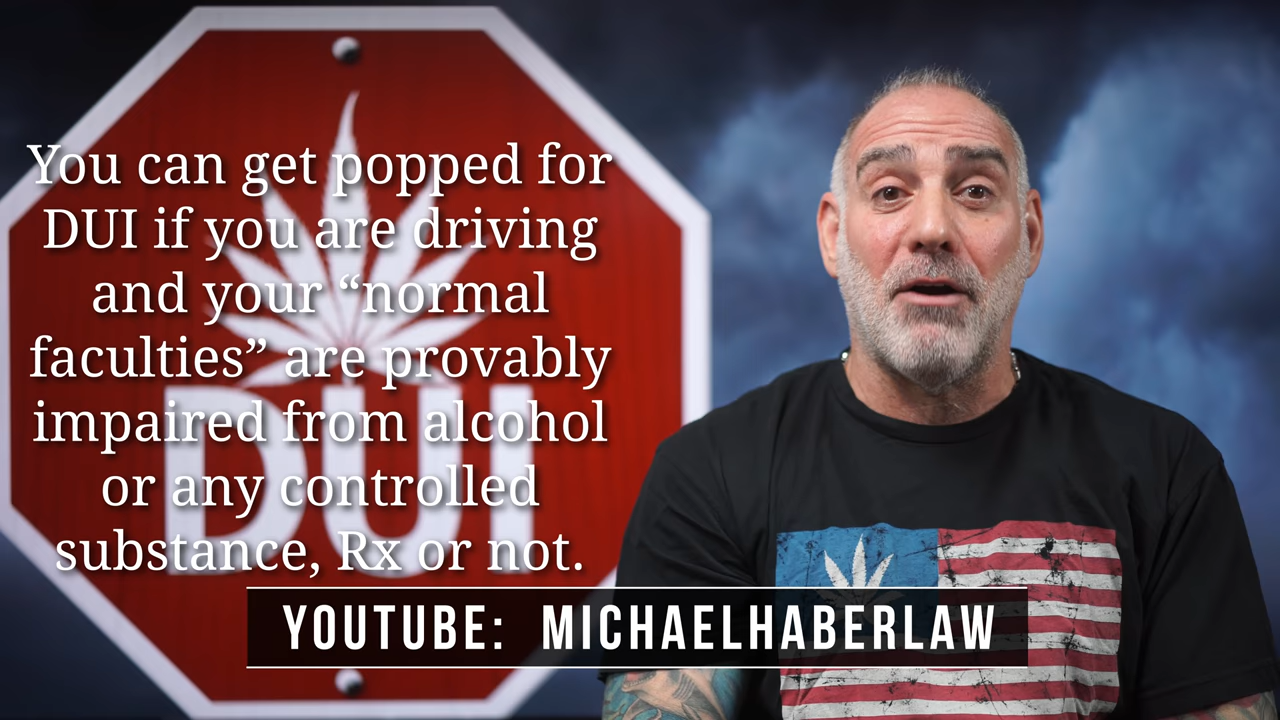 You can get popped for
DUI if you are driving
and your “normal
faculties” are provably
impaired from alcohol
or any controlled
substance, Rx or not.
DUI
YOUTUBE: MICHAELHABERLAW